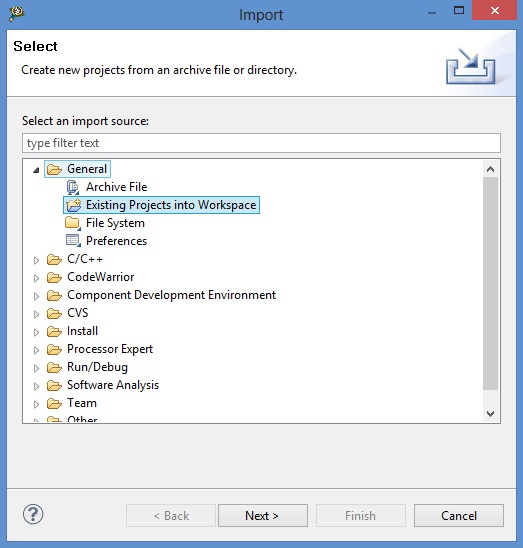 Import
Select
Create new projects from an archive file or directory.
Select an import source:
type filter text
General
Archive File
Existing Projects into Workspace
File System
Preferences
C/C++
CodeWarrior
Component Development Environment
CVS
Install
Processor Expert
Run/Debug
Software Analysis
Team
Other
? < Back Next > Finish Cancel